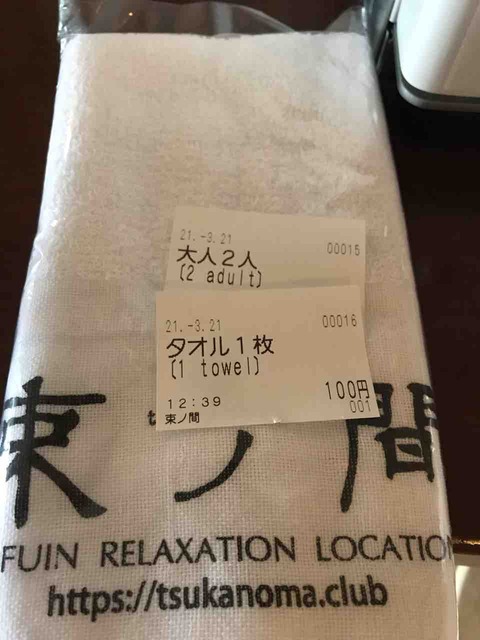 21.-3.21
00015
大人2人
(2 adult)
21.-3.21
00016
タオル1枚
(1 towel)
100円
12:39
001
束ノ間
束ノ間
FUIN RELAXATION LOCATION
https://tsukanoma.club